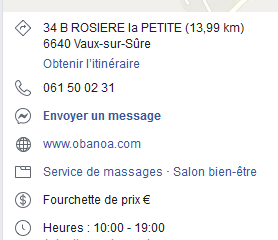 34 B ROSIERE la PETITE (13,99 km)
6640 Vaux-sur-Sûre
Obtenir l'itinéraire
061 50 02 31
Envoyer un message
www.obanoa.com
Service de massages · Salon bien-être
Fourchette de prix €
Heures : 10:00 - 19:00